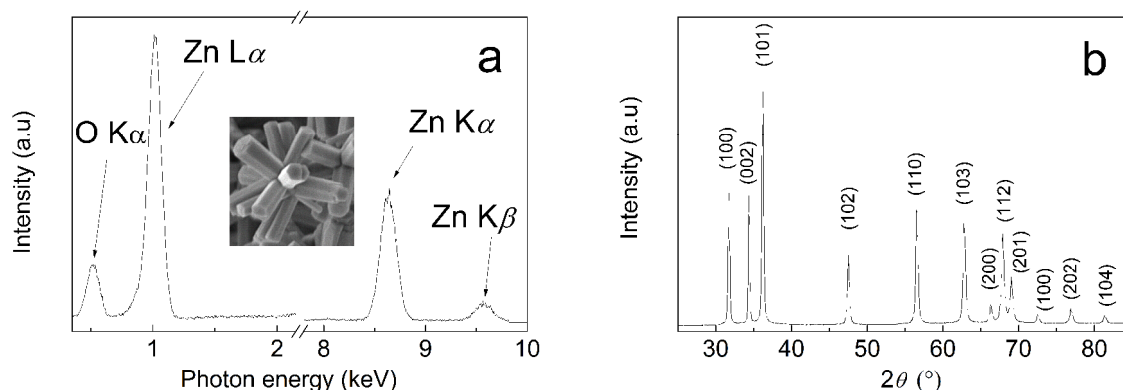 a
Zn Lα
O Kα
Zn Kα
Zn Kβ
Intensity (a.u)
1
2
8
9
10
Photon energy (keV)
b
(101)
(100)
(002)
(102)
(110)
(103)
(200)
(112)
(201)
(100)
(202)
(104)
Intensity (a.u)
30
40
50
60
70
80
2θ (°)